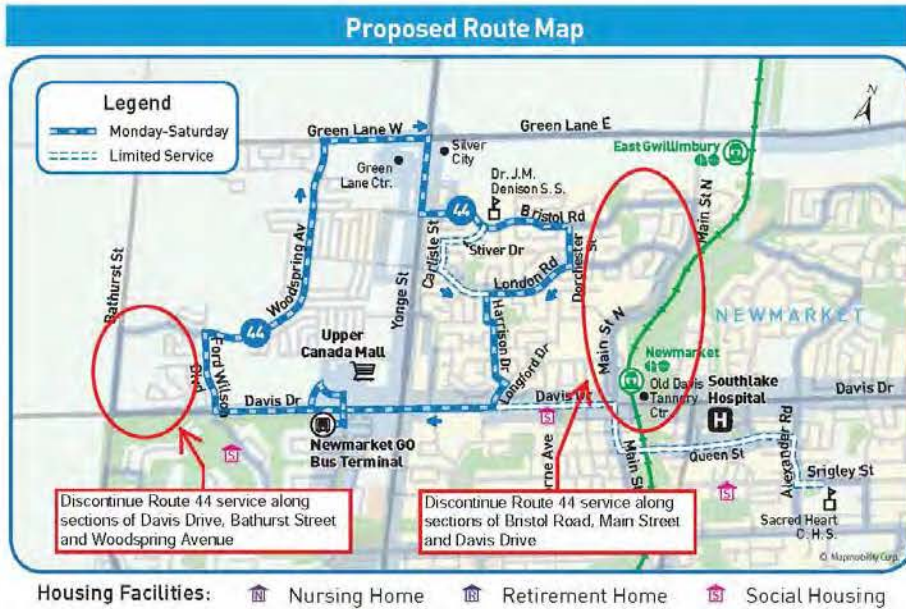 Proposed Route Map
Legend
Monday-Saturday
Limited Service
N
Green Lane W
Green Lane E
Silver
City
Green
Lane Ctr.
East Gwillimbury
Dr. J.M.
Denison S. S.
Main St N
44
Bristol Rd
Carlisle St
Stiver Dr
Dorchester St
London Rd
Bathurst St
Woodspring Av
Yonge St
44
Harrison Dr
Main St N
NEWMARKET
Upper
Canada Mall
Ford Wilson
Blvd
Longford Dr
Newmarket
Old Davis
Tannery
Ctr.
Southlake
Hospital
H
Davis Dr
Davis Dr
Davis Dr
S
Newmarket GO
Bus Terminal
S
Main St
Queen St
Alexander Rd
Srigley St
S
Sacred Heart
C. H. S.
rne Ave
Discontinue Route 44 service along
sections of Davis Drive, Bathurst Street
and Woodspring Avenue
Discontinue Route 44 service along
sections of Bristol Road, Main Street
and Davis Drive
© Mapmobility Corp.
Housing Facilities: N Nursing Home R Retirement Home S Social Housing